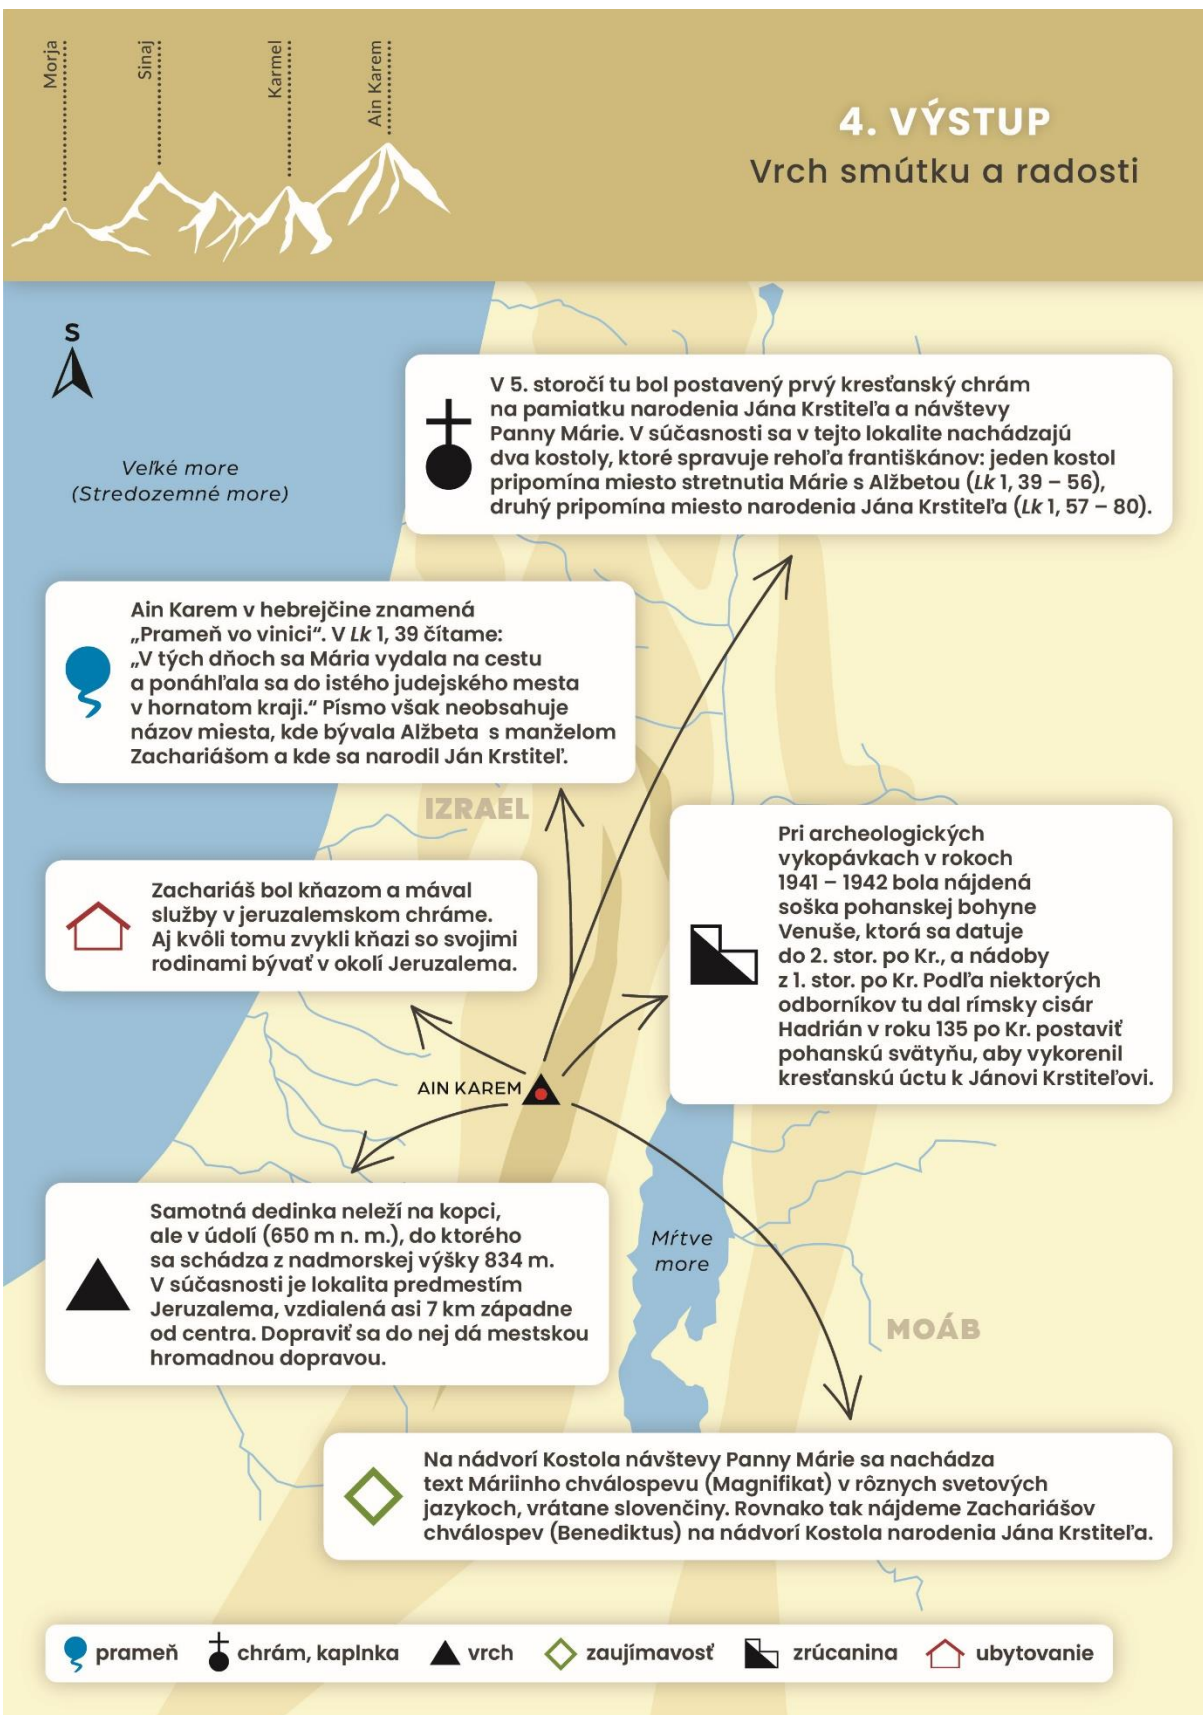 Morja
Sinaj
Karmel
Ain Karem
4. VÝSTUP
Vrch smútku a radosti
S
Veľké more
(Stredozemné more)
V 5. storočí tu bol postavený prvý kresťanský chrám
na pamiatku narodenia Jána Krstiteľa a návštevy
Panny Márie. V súčasnosti sa v tejto lokalite nachádzajú
dva kostoly, ktoré spravuje rehoľa františkánov: jeden kostol
pripomína miesto stretnutia Márie s Alžbetou (Lk 1, 39 – 56),
druhý pripomína miesto narodenia Jána Krstiteľa (Lk 1, 57 – 80).
Ain Karem v hebrejčine znamená
„Prameň vo vinici“. V Lk 1, 39 čítame:
„V tých dňoch sa Mária vydala na cestu
a ponáhľala sa do istého judejského mesta
v hornatom kraji.“ Písmo však neobsahuje
názov miesta, kde bývala Alžbeta s manželom
Zachariášom a kde sa narodil Ján Krstiteľ.
IZRAEL
Pri archeologických
vykopávkach v rokoch
1941 – 1942 bola nájdená
soška pohanskej bohyne
Venuše, ktorá sa datuje
do 2. stor. po Kr., a nádoby
z 1. stor. po Kr. Podľa niektorých
odborníkov tu dal rímsky cisár
Hadrián v roku 135 po Kr. postaviť
pohanskú svätyňu, aby vykorenil
kresťanskú úctu k Jánovi Krstiteľovi.
Zachariáš bol kňazom a mával
služby v jeruzalemskom chráme.
Aj kvôli tomu zvykli kňazi so svojimi
rodinami bývať v okolí Jeruzalema.
AIN KAREM
Samotná dedinka neleží na kopci,
ale v údolí (650 m n. m.), do ktorého
sa schádza z nadmorskej výšky 834 m.
V súčasnosti je lokalita predmestím
Jeruzalema, vzdialená asi 7 km západne
od centra. Dopraviť sa do nej dá mestskou
hromadnou dopravou.
Mŕtve
more
MOÁB
Na nádvorí Kostola návštevy Panny Márie sa nachádza
text Máriinho chválospevu (Magnifikat) v rôznych svetových
jazykoch, vrátane slovenčiny. Rovnako tak nájdeme Zachariášov
chválospev (Benediktus) na nádvorí Kostola narodenia Jána Krstiteľa.
prameň chrám, kaplnka vrch zaujímavosť zrúcanina ubytovanie